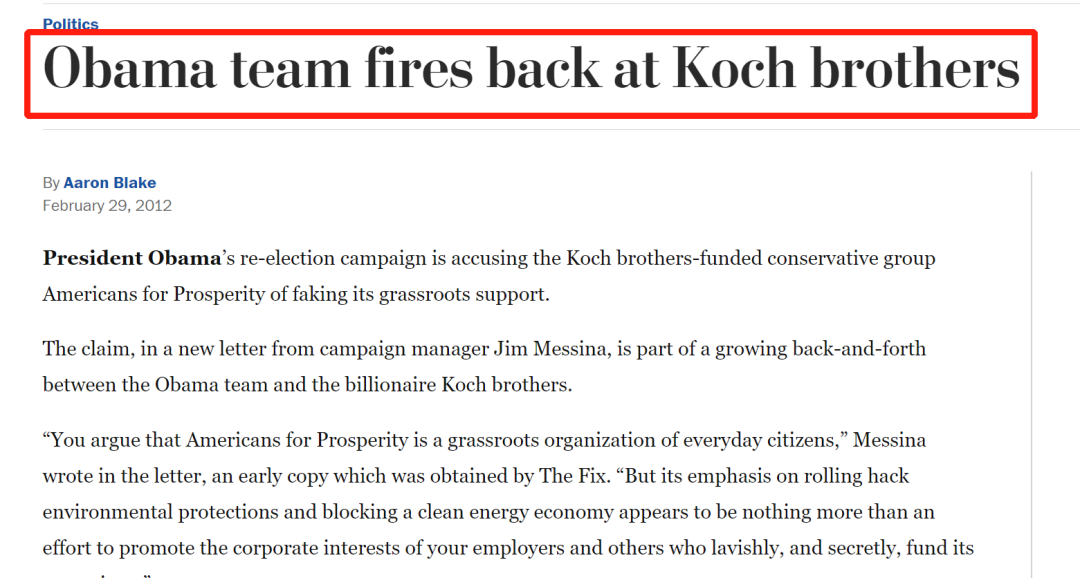 Politics
Obama team fires back at Koch brothers
By Aaron Blake
February 29, 2012
President Obama’s re-election campaign is accusing the Koch brothers-funded conservative group
Americans for Prosperity of faking its grassroots support.
The claim, in a new letter from campaign manager Jim Messina, is part of a growing back-and-forth
between the Obama team and the billionaire Koch brothers.
“You argue that Americans for Prosperity is a grassroots organization of everyday citizens,” Messina
wrote in the letter, an early copy which was obtained by The Fix. “But its emphasis on rolling hack
environmental protections and blocking a clean energy economy appears to be nothing more than an
effort to promote the corporate interests of your employers and others who lavishly, and secretly, fund its